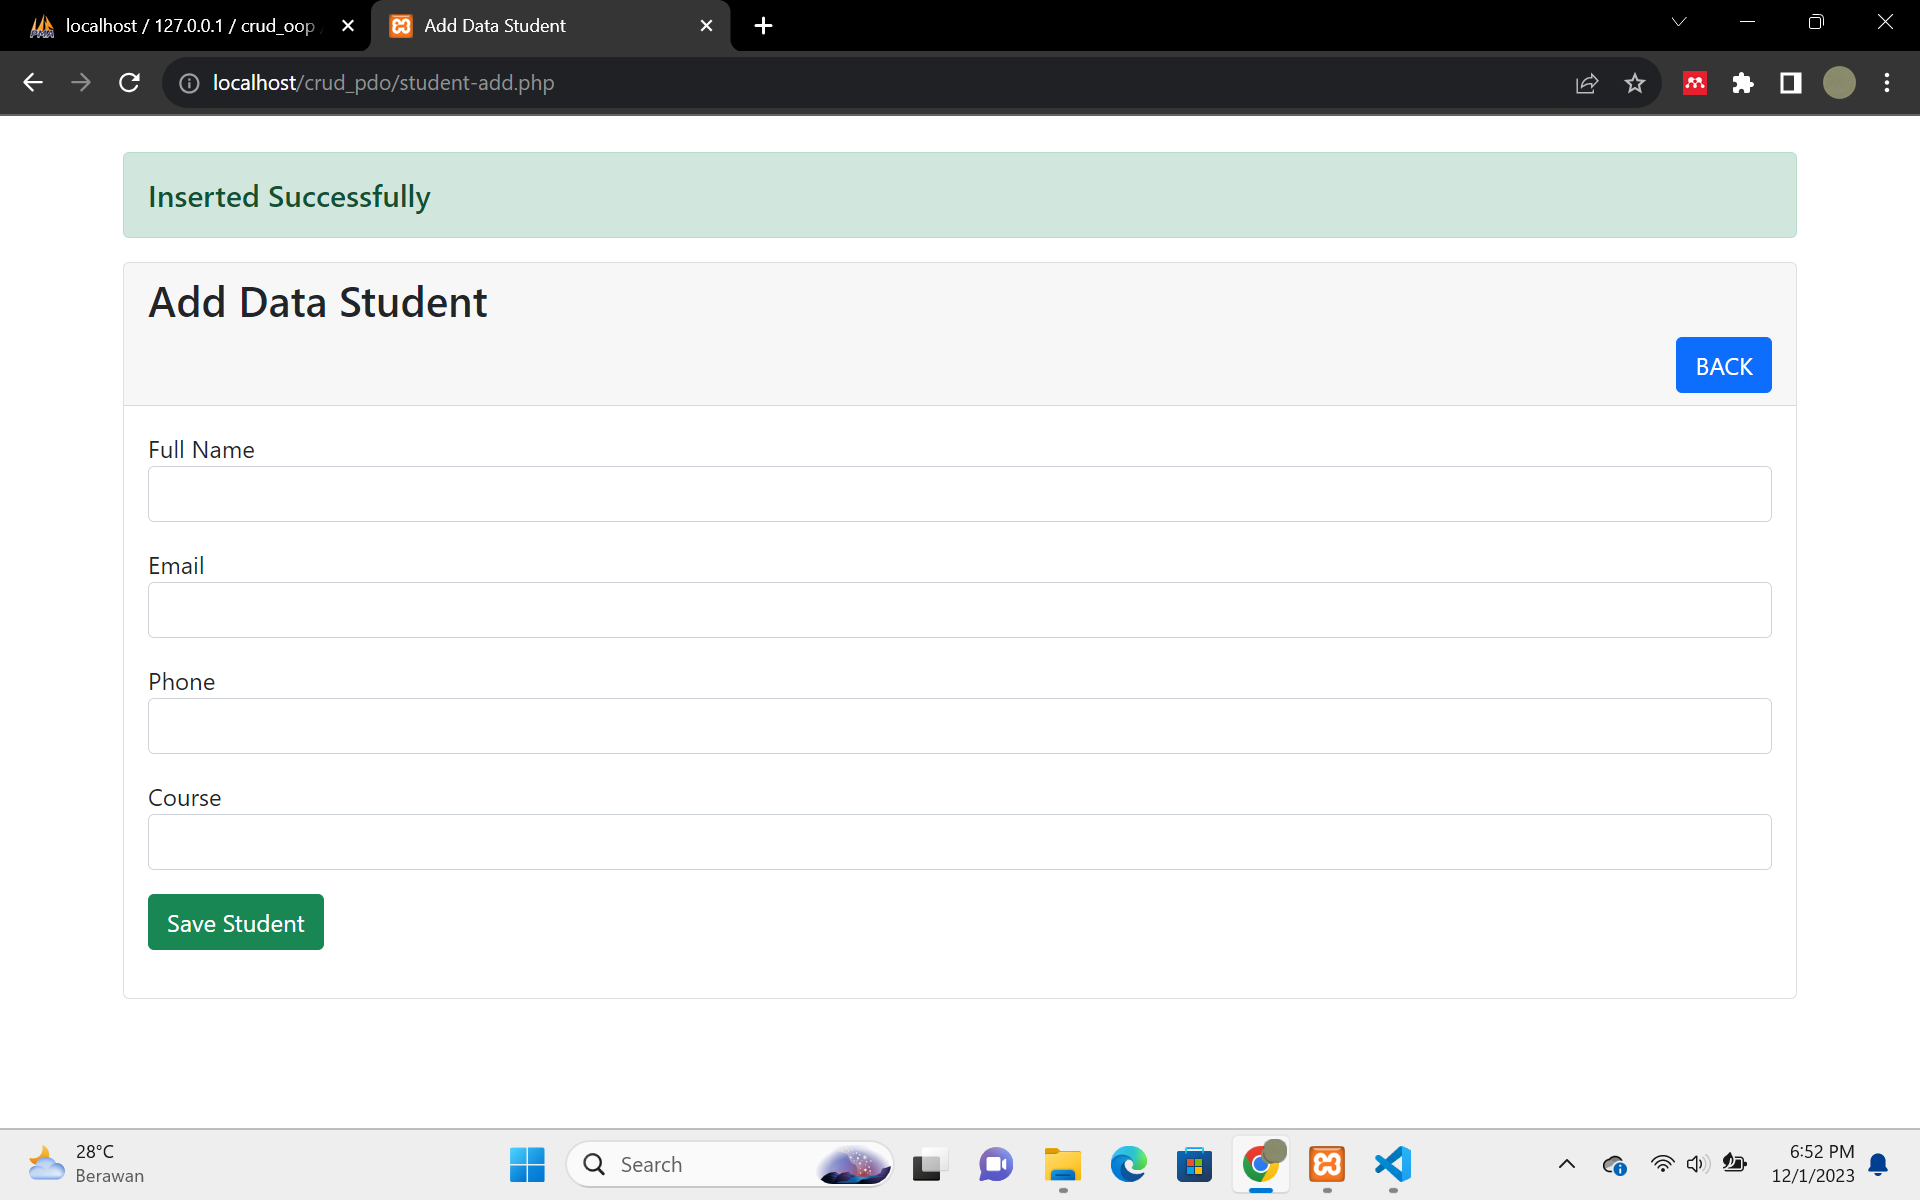 localhost / 127.0.0.1 / crud_oop
Add Data Student
localhost/crud_pdo/student-add.php
Inserted Successfully
Add Data Student
BACK
Full Name
Email
Phone
Course
Save Student
28°C
Berawan
Search
6:52 PM
12/1/2023